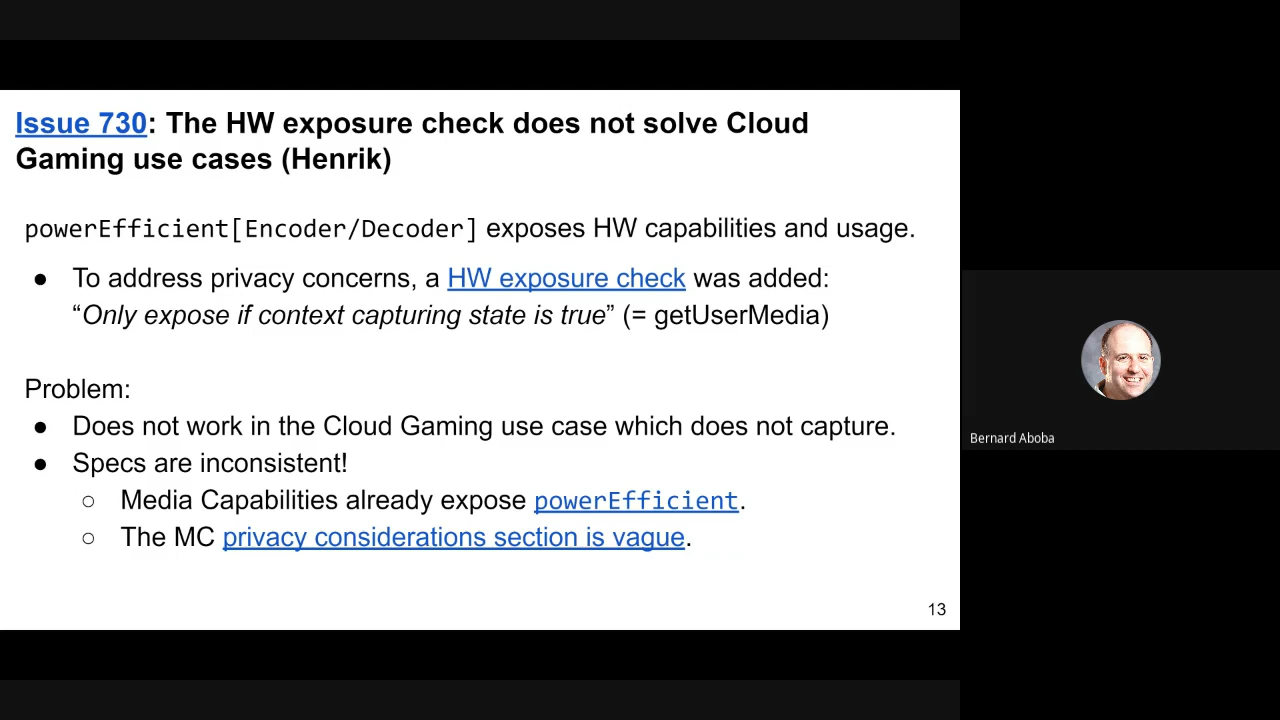 Issue 730: The HW exposure check does not solve Cloud
Gaming use cases (Henrik)
powerEfficient[Encoder/Decoder] exposes HW capabilities and usage.
● To address privacy concerns, a HW exposure check was added:
“Only expose if context capturing state is true” (= getUserMedia)
Problem:
● Does not work in the Cloud Gaming use case which does not capture.
● Specs are inconsistent!
○ Media Capabilities already expose powerEfficient.
○ The MC privacy considerations section is vague.
13
Bernard Aboba